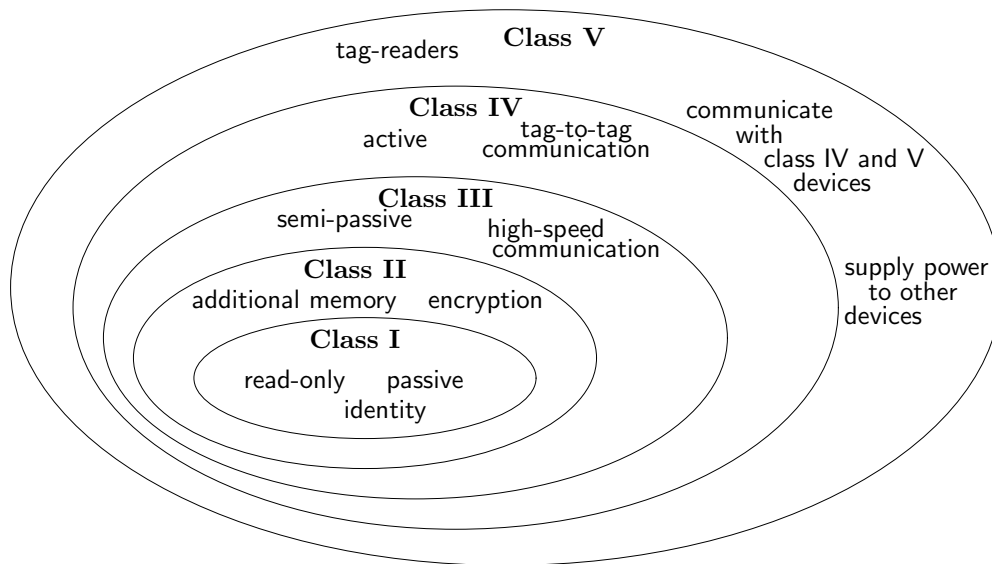 Class V
tag-readers
Class IV
active
tag-to-tag
communication
communicate
with
class IV and V
devices
Class III
semi-passive
high-speed
communication
supply power
to other
devices
Class II
additional memory
encryption
Class I
read-only
passive
identity